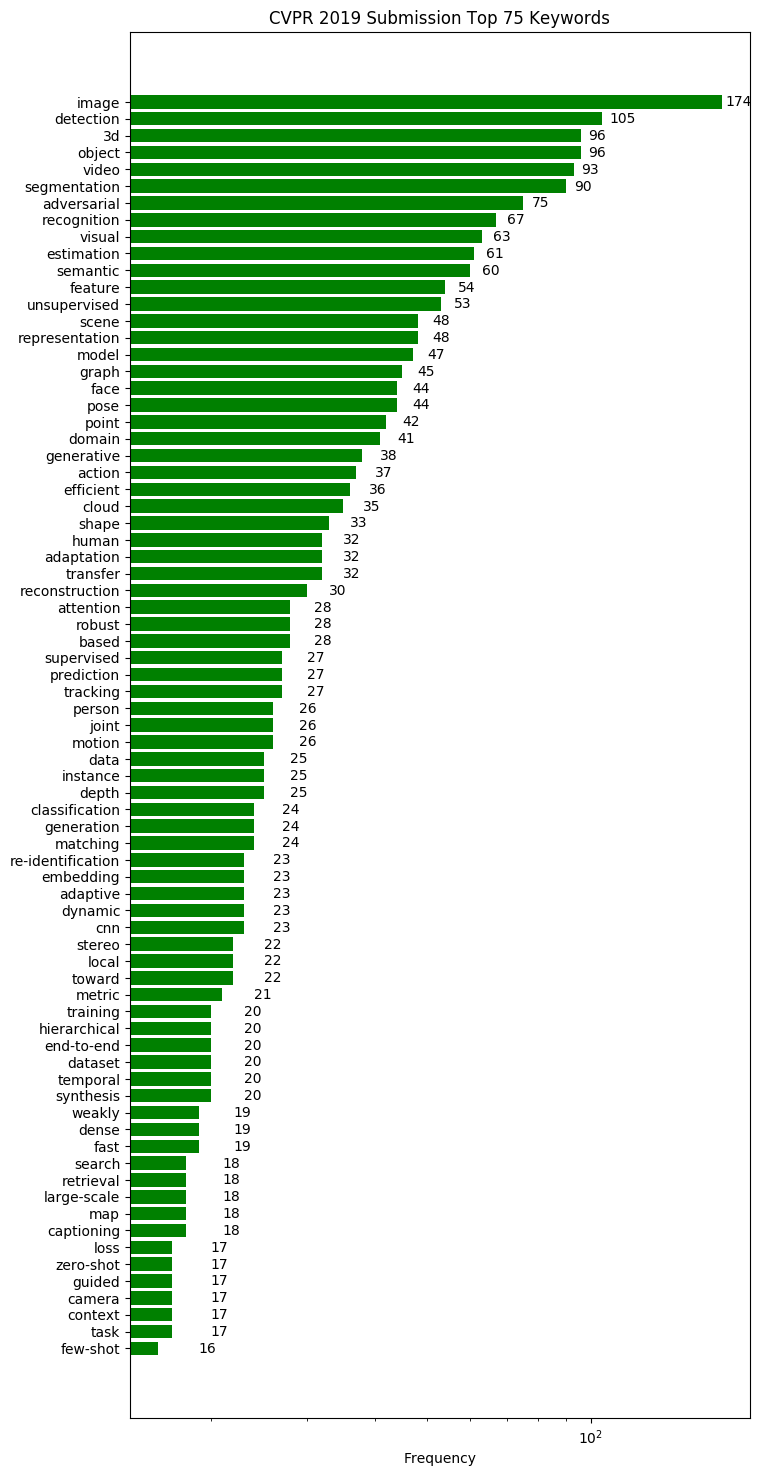 CVPR 2019 Submission Top 75 Keywords
image 174
detection 105
3d 96
object 96
video 93
segmentation 90
adversarial 75
recognition 67
visual 63
estimation 61
semantic 60
feature 54
unsupervised 53
scene 48
representation 48
model 47
graph 45
face 44
pose 44
point 42
domain 41
generative 38
action 37
efficient 36
cloud 35
shape 33
human 32
adaptation 32
transfer 32
reconstruction 30
attention 28
robust 28
based 28
supervised 27
prediction 27
tracking 27
person 26
joint 26
motion 26
data 25
instance 25
depth 25
classification 24
generation 24
matching 24
re-identification 23
embedding 23
adaptive 23
dynamic 23
cnn 23
stereo 22
local 22
toward 22
metric 21
training 20
hierarchical 20
end-to-end 20
dataset 20
temporal 20
synthesis 20
weakly 19
dense 19
fast 19
search 18
retrieval 18
large-scale 18
map 18
captioning 18
loss 17
zero-shot 17
guided 17
camera 17
context 17
task 17
few-shot 16
10²
Frequency